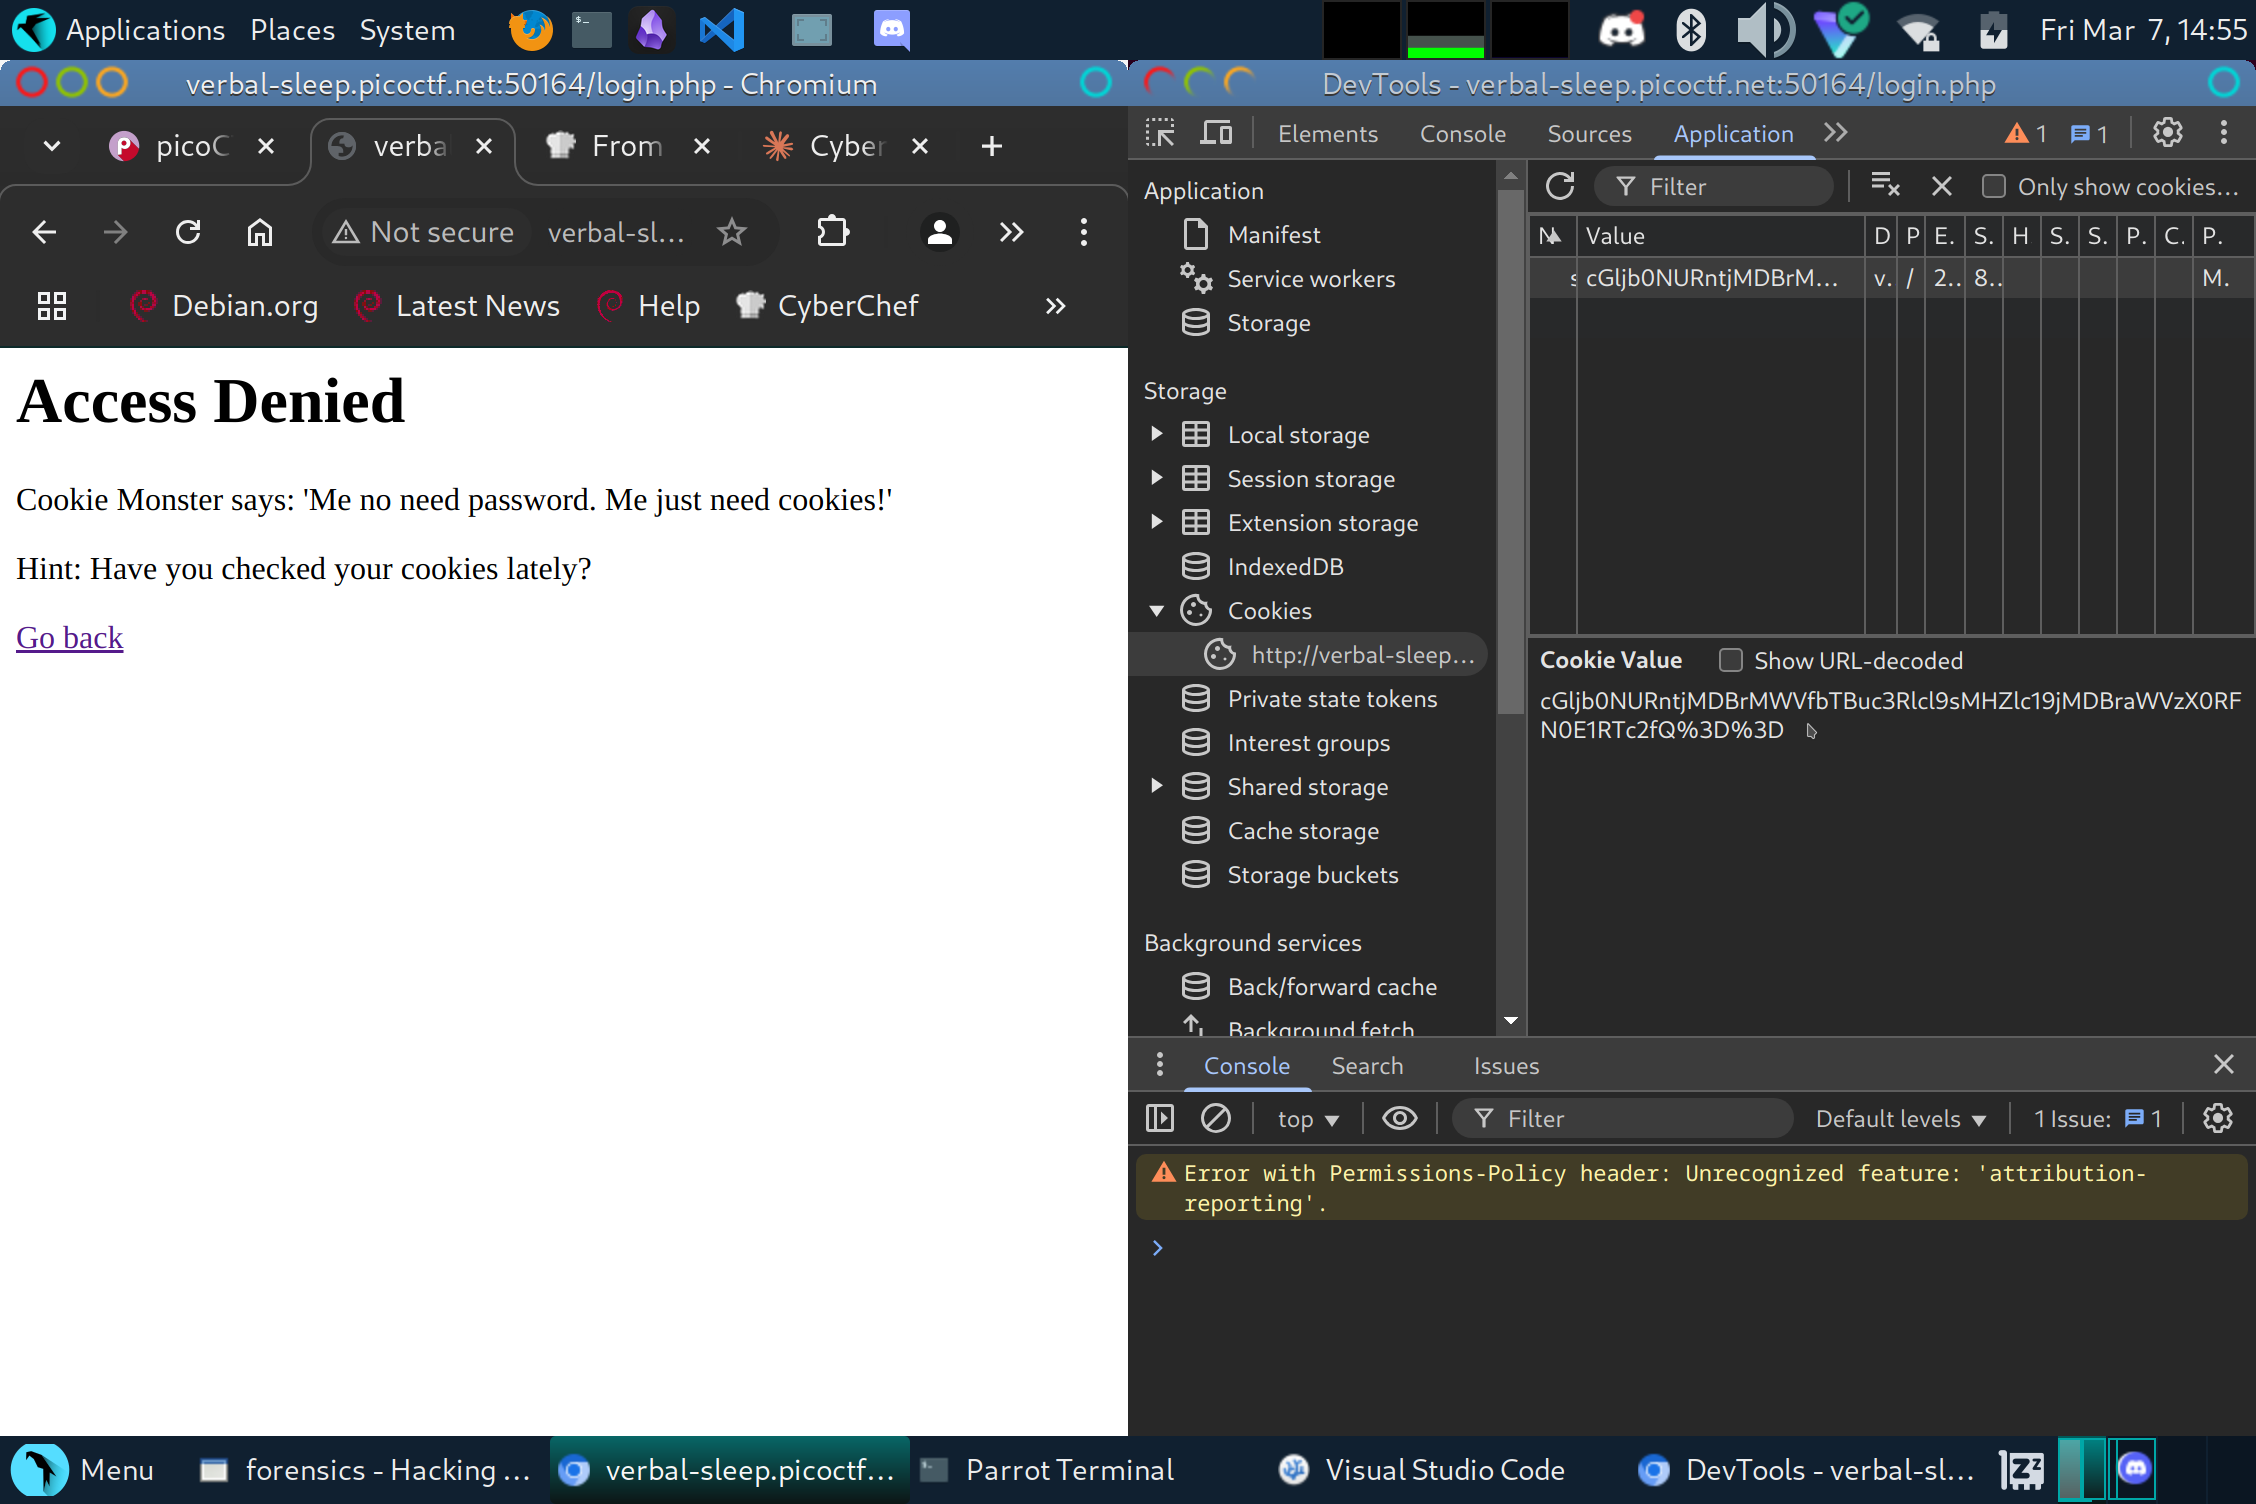 Applications Places System
Fri Mar 7, 14:55
verbal-sleep.picoctf.net:50164/login.php - Chromium
picoC
verba
From
Cyber
Not secure
verbal-sl...
Debian.org
Latest News
Help
CyberChef
Access Denied
Cookie Monster says: 'Me no need password. Me just need cookies!'
Hint: Have you checked your cookies lately?
Go back
DevTools - verbal-sleep.picoctf.net:50164/login.php
Elements Console Sources Application 1 1
Application
Manifest
Service workers
Storage
Storage
Local storage
Session storage
Extension storage
IndexedDB
Cookies
http://verbal-sleep...
Private state tokens
Interest groups
Shared storage
Cache storage
Storage buckets
Background services
Back/forward cache
Background fetch
Filter
Only show cookies...
N Value D P E. S. H S. S. P. C. P.
s cGljb0NURntjMDBrM... v. / 2.. 8.. M.
Cookie Value Show URL-decoded
cGljb0NURntjMDBrMWVfbTBuc3Rlcl9sMHZlc19jMDBraWVzX0RF
N0E1RTc2fQ%3D%3D
Console Search Issues
top Filter Default levels 1 Issue: 1
Error with Permissions-Policy header: Unrecognized feature: 'attribution-
reporting'.
Menu
forensics - Hacking ...
verbal-sleep.picoctf...
Parrot Terminal
Visual Studio Code
DevTools - verbal-sl...